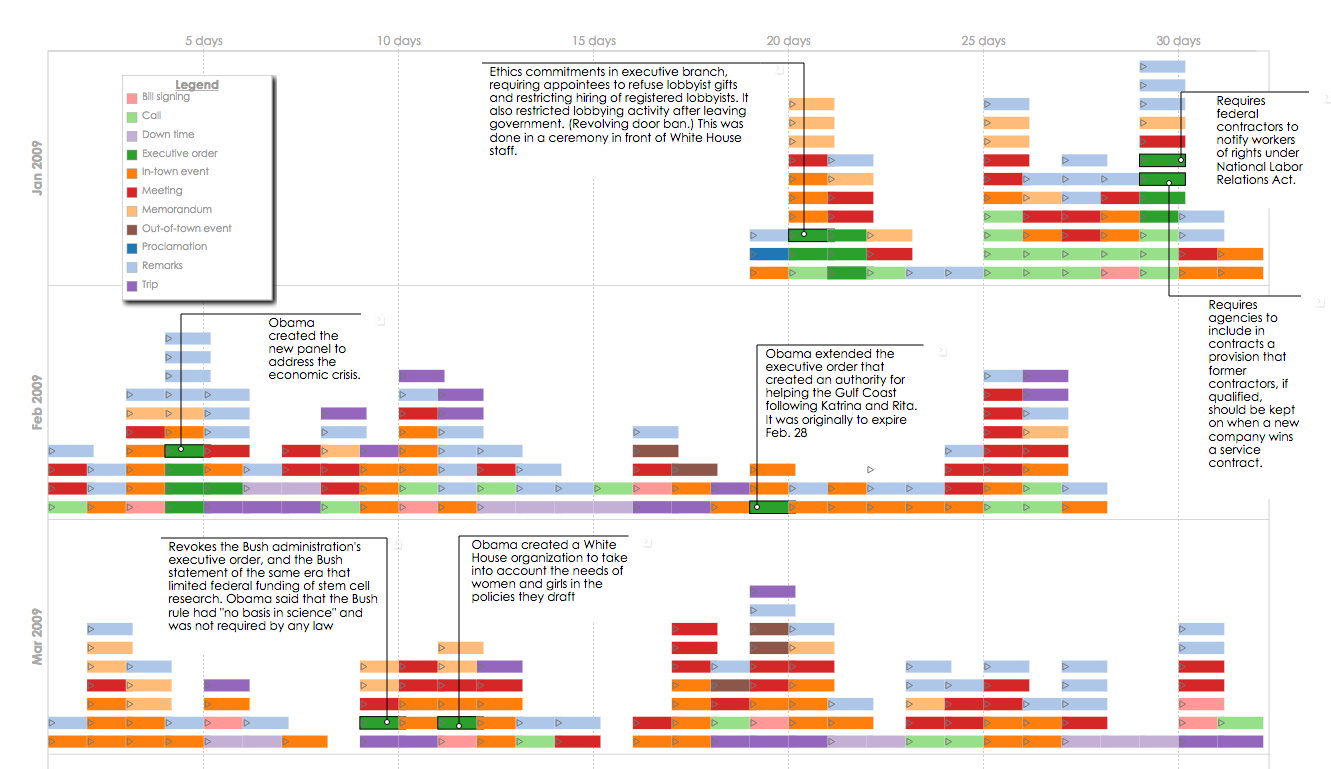 5 days
10 days
15 days
20 days
25 days
30 days
Jan 2009
Legend
Bill signing
Call
Down time
Executive order
In-town event
Meeting
Memorandum
Out-of-town event
Proclamation
Remarks
Trip
Ethics commitments in executive branch,
requiring appointees to refuse lobbyist gifts
and restricting hiring of registered lobbyists. It
also restricted lobbying activity after leaving
government. (Revolving door ban.) This was
done in a ceremony in front of White House
staff.
Requires
federal
contractors to
notify workers
of rights under
National Labor
Relations Act.
Requires
agencies to
include in
contracts a
provision that
former
contractors, if
qualified,
should be kept
on when a new
company wins
a service
contract.
Feb 2009
Obama
created the
new panel to
address the
economic crisis.
Obama extended the
executive order that
created an authority for
helping the Gulf Coast
following Katrina and Rita.
It was originally to expire
Feb. 28
Mar 2009
Revokes the Bush administration's
executive order, and the Bush
statement of the same era that
limited federal funding of stem cell
research. Obama said that the Bush
rule had "no basis in science" and
was not required by any law
Obama created a White
House organization to take
into account the needs of
women and girls in the
policies they draft